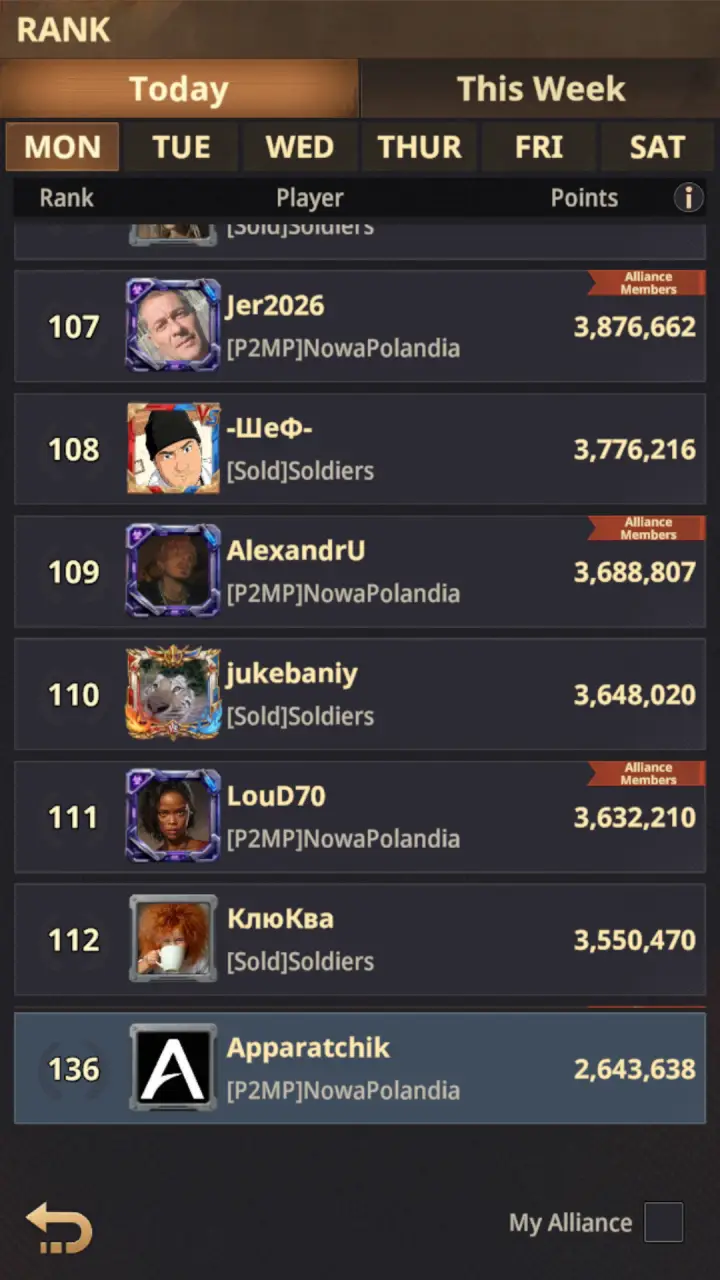 RANK
Today
This Week
MON
TUE
WED
THUR
FRI
SAT
Rank
Player
Points
i
[Sold]Soldiers
Alliance
Members
107
Jer2026
3,876,662
[P2MP]NowaPolandia
108
-ШеФ-
3,776,216
[Sold]Soldiers
Alliance
Members
109
AlexandrU
3,688,807
[P2MP]NowaPolandia
110
jukebaniy
3,648,020
[Sold]Soldiers
Alliance
Members
111
LouD70
3,632,210
[P2MP]NowaPolandia
112
КлюКва
3,550,470
[Sold]Soldiers
136
Apparatchik
2,643,638
[P2MP]NowaPolandia
My Alliance